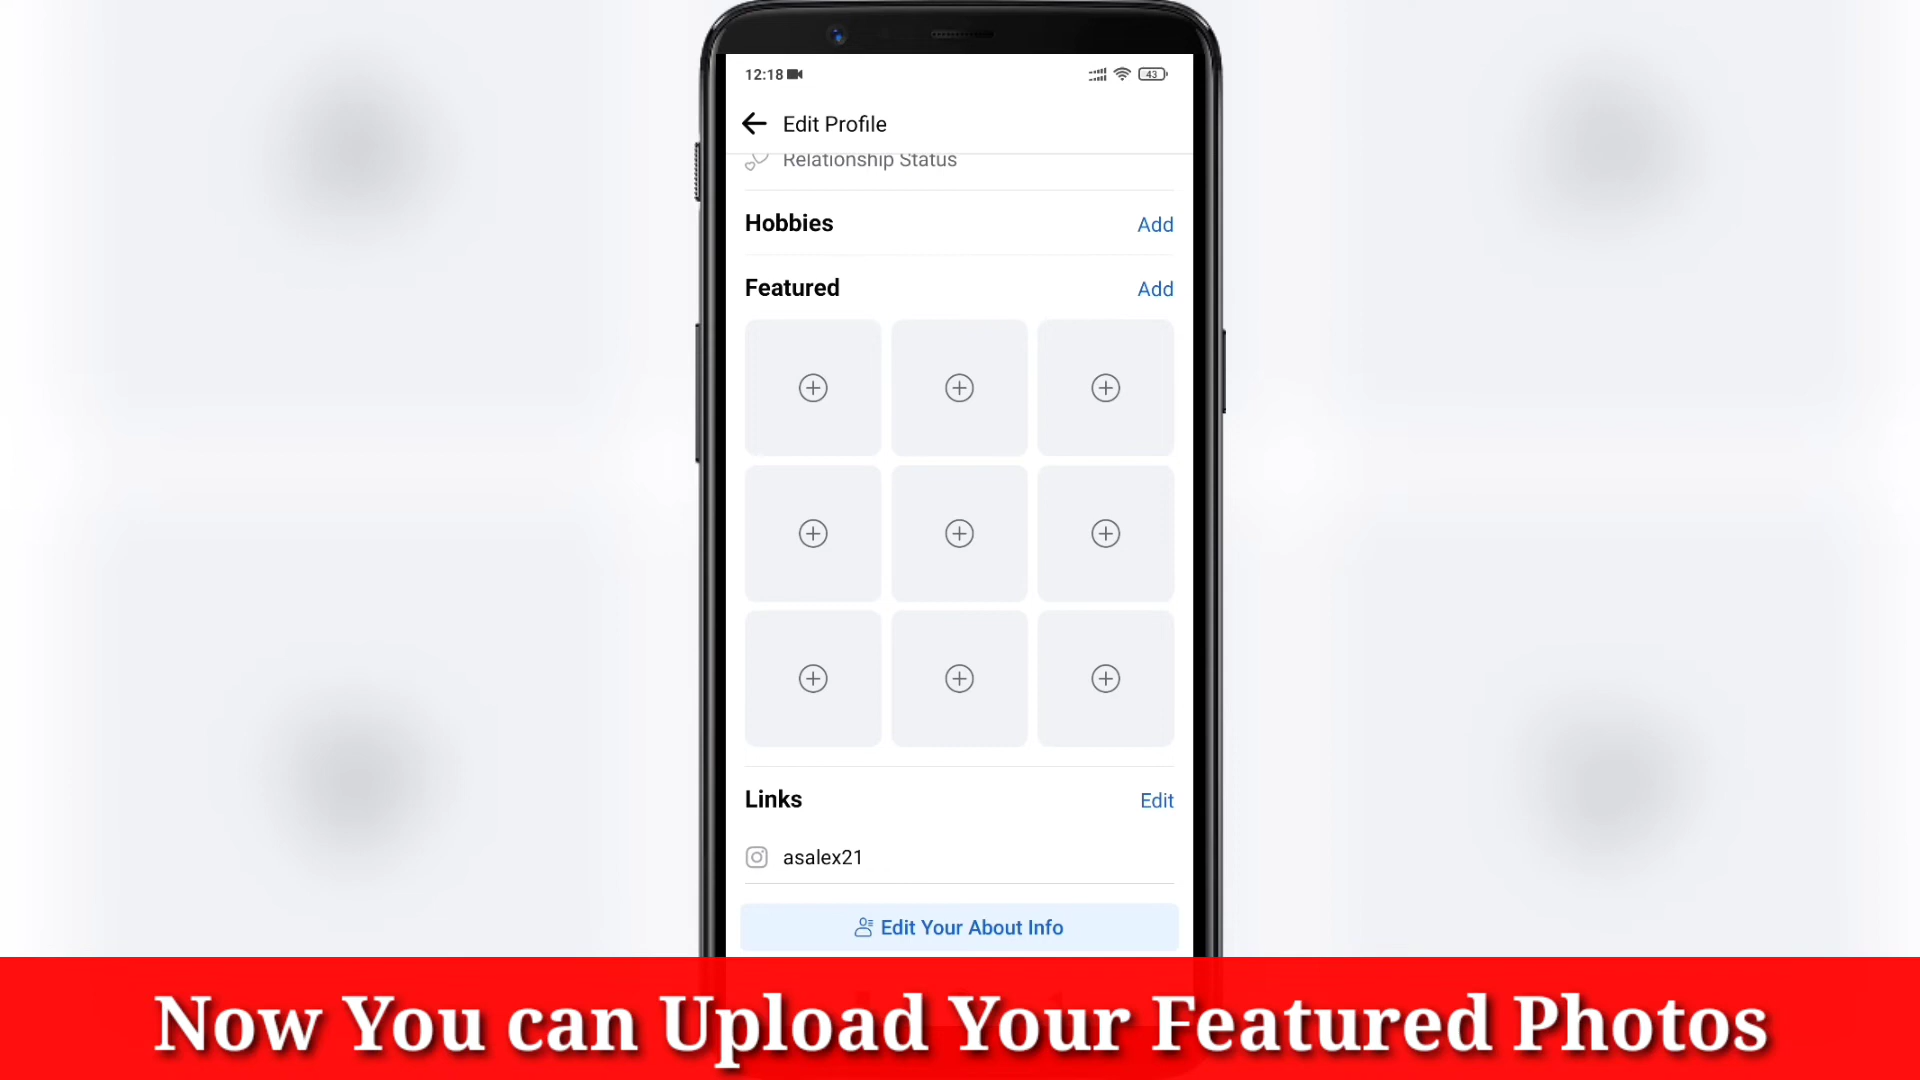 12:18
43
Edit Profile
Relationship Status
Hobbies
Add
Featured
Add
Links
Edit
asalex21
Edit Your About Info
Now You can Upload Your Featured Photos